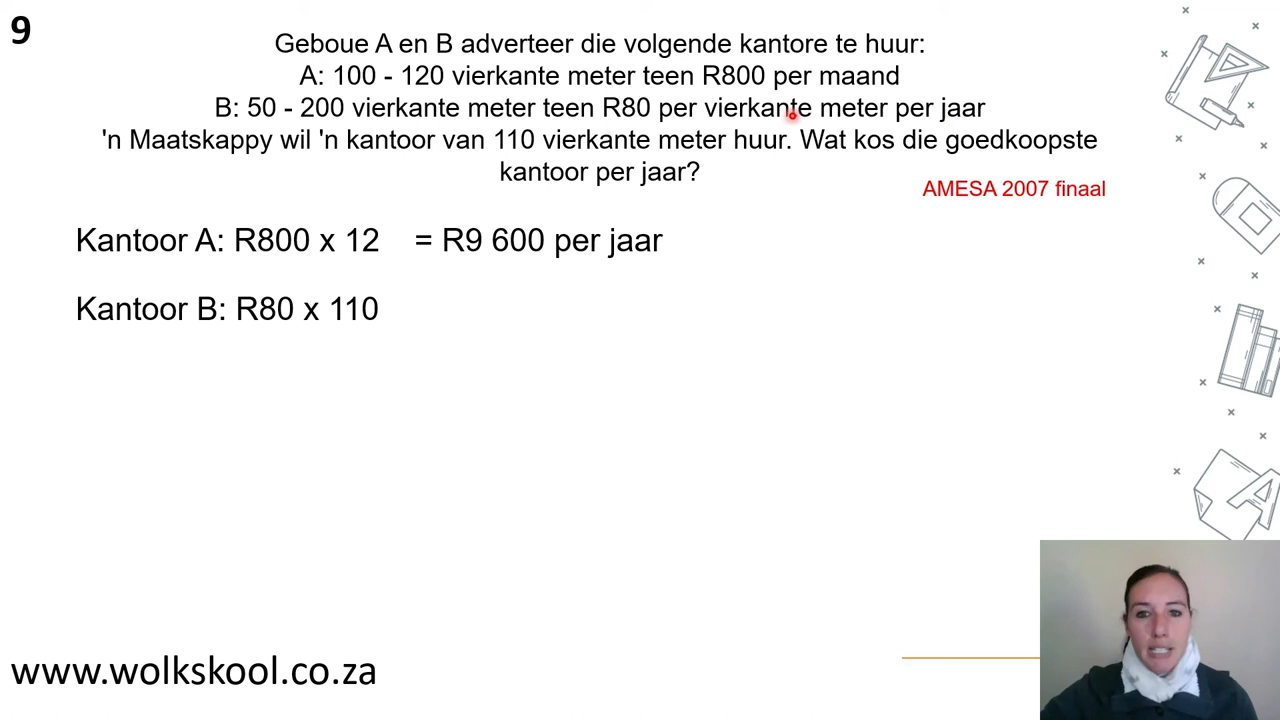 9
Geboue A en B adverteer die volgende kantore te huur:
A: 100 - 120 vierkante meter teen R800 per maand
B: 50 - 200 vierkante meter teen R80 per vierkante meter per jaar
'n Maatskappy wil 'n kantoor van 110 vierkante meter huur. Wat kos die goedkoopste
kantoor per jaar?
AMESA 2007 finaal
Kantoor A: R800 x 12 = R9 600 per jaar
Kantoor B: R80 x 110
www.wolkskool.co.za